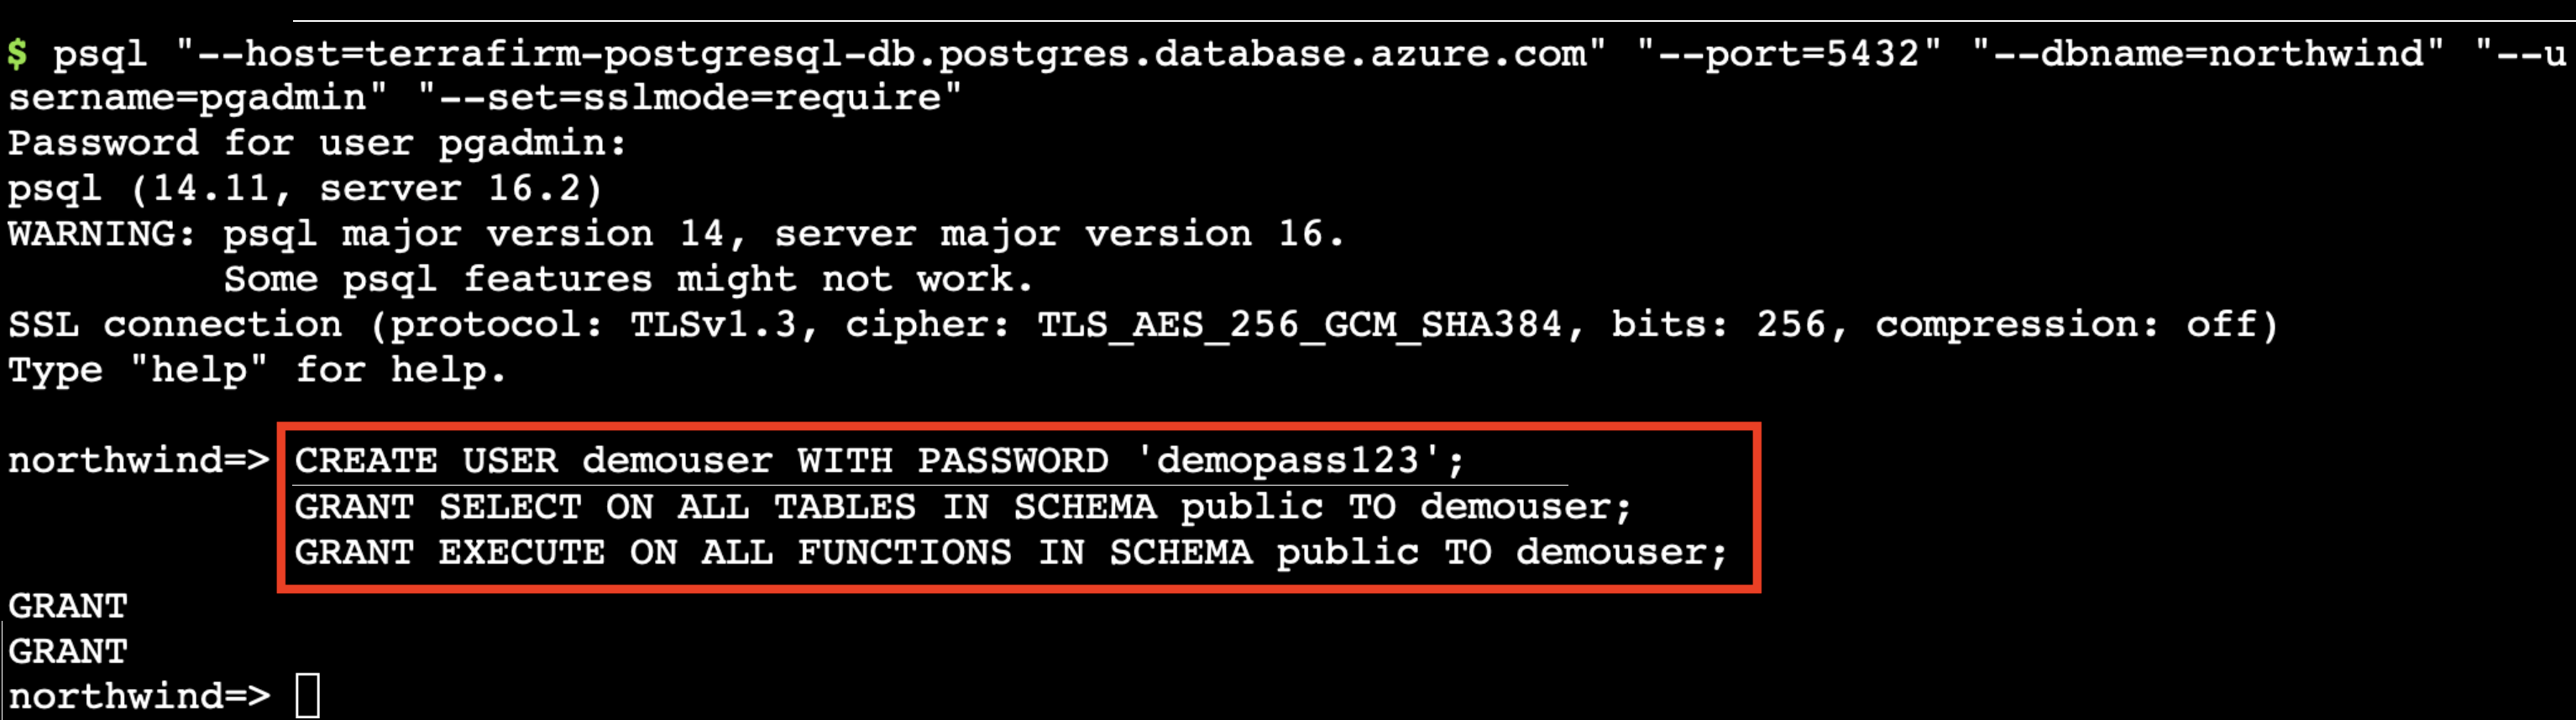 $ psql "--host=terrafirm-postgresql-db.postgres.database.azure.com" "--port=5432" "--dbname=northwind" "--u
sername=pgadmin" "--set=sslmode=require"
Password for user pgadmin:
psql (14.11, server 16.2)
WARNING: psql major version 14, server major version 16.
         Some psql features might not work.
SSL connection (protocol: TLSv1.3, cipher: TLS_AES_256_GCM_SHA384, bits: 256, compression: off)
Type "help" for help.
northwind=> CREATE USER demouser WITH PASSWORD 'demopass123';
GRANT SELECT ON ALL TABLES IN SCHEMA public TO demouser;
GRANT EXECUTE ON ALL FUNCTIONS IN SCHEMA public TO demouser;
GRANT
GRANT
northwind=>